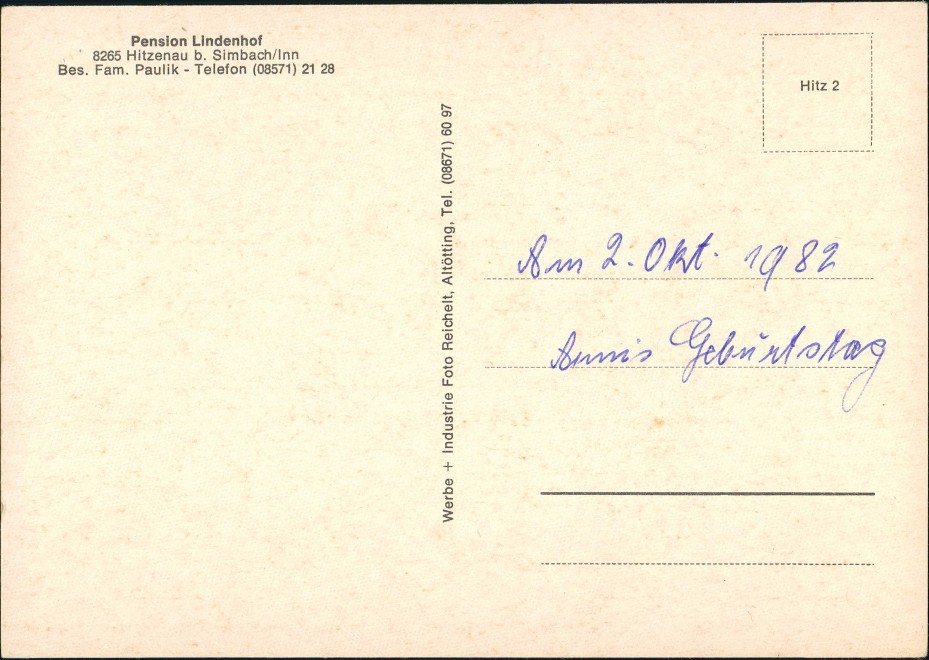 Pension Lindenhof
8265 Hitzenau b. Simbach/Inn
Bes. Fam. Paulik - Telefon (08571) 21 28
Werbe + Industrie Foto Reichelt, Altötting, Tel. (08671) 60 97
Hitz 2
Am 2. Okt. 1982
Annis Geburtstag